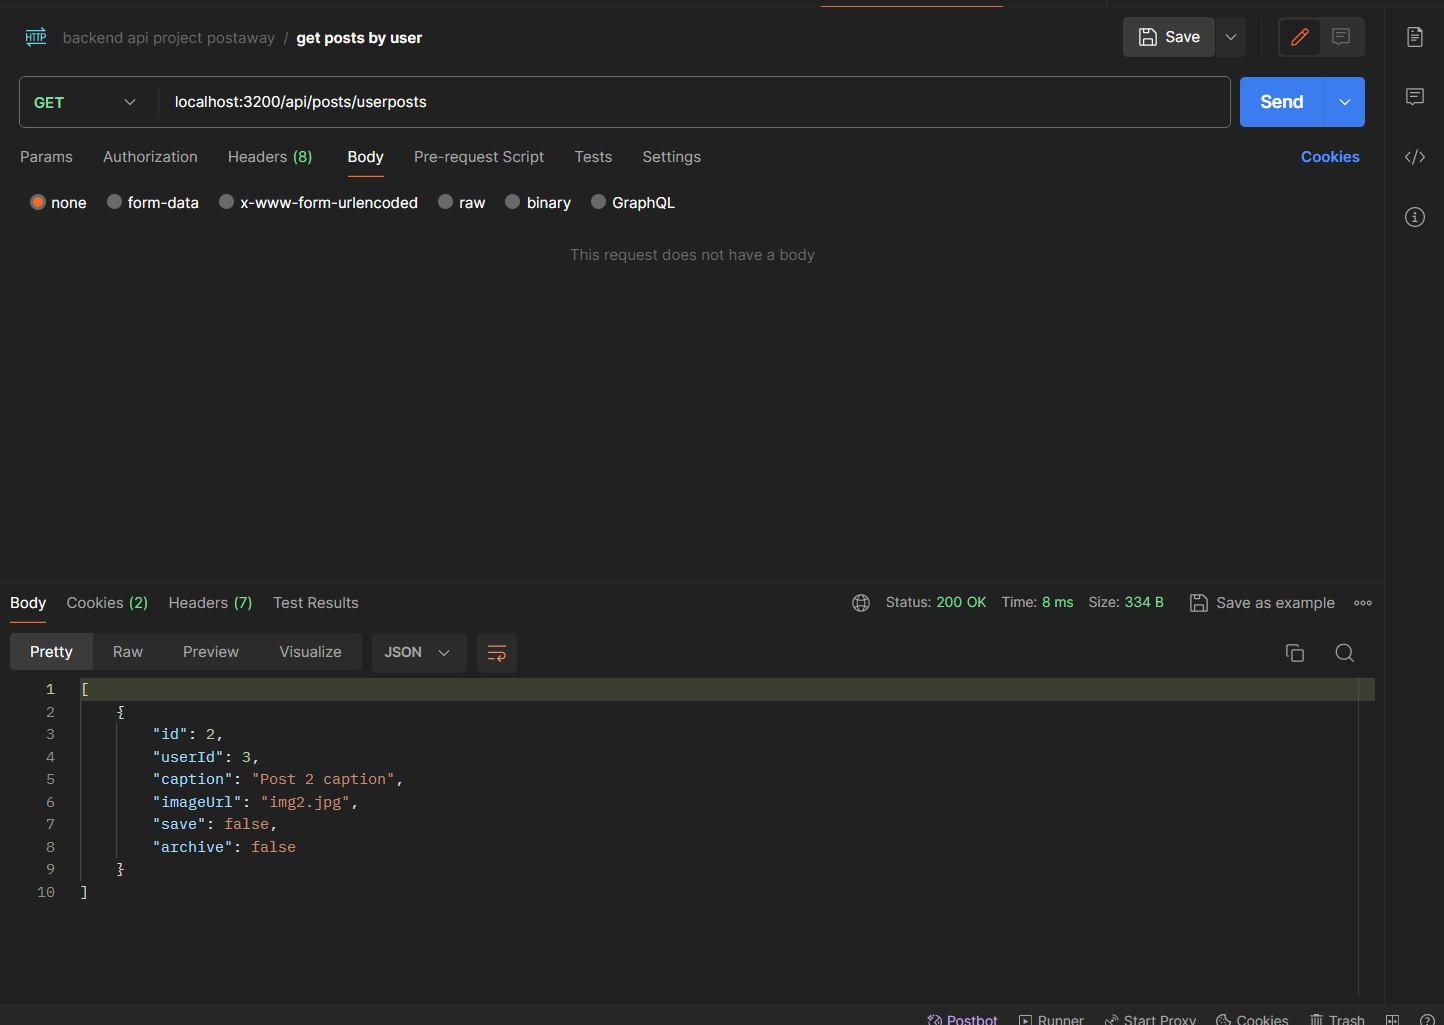 HTTP backend api project postaway / get posts by user Save
GET localhost:3200/api/posts/userposts Send
Params Authorization Headers (8) Body Pre-request Script Tests Settings Cookies
none form-data x-www-form-urlencoded raw binary GraphQL
This request does not have a body
Body Cookies (2) Headers (7) Test Results Status: 200 OK Time: 8 ms Size: 334 B Save as example
Pretty Raw Preview Visualize JSON
1 [
2 {
3 "id": 2,
4 "userId": 3,
5 "caption": "Post 2 caption",
6 "imageUrl": "img2.jpg",
7 "save": false,
8 "archive": false
9 }
10 ]
Postbot Runner Start Proxy Cookies Trash